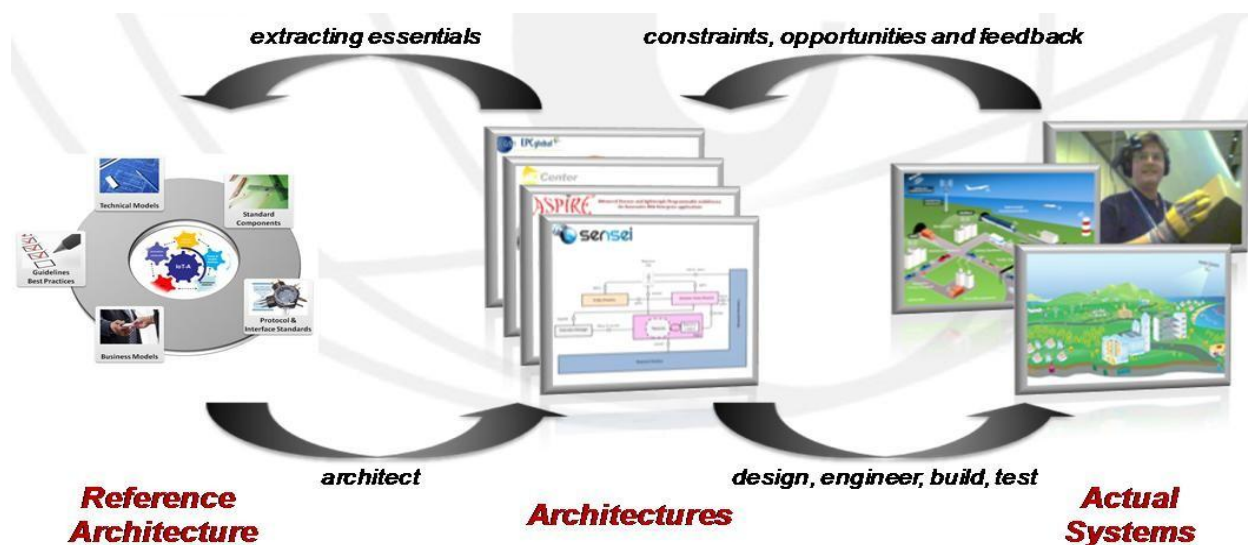 extracting essentials
constraints, opportunities and feedback
EPCglobal
Center
ASPIRE
sensei
Technical Models
Standard
Components
Guidelines
Best Practices
IoT-A
Protocol &
Interface Standards
Business Models
architect
design, engineer, build, test
Reference
Architecture
Architectures
Actual
Systems